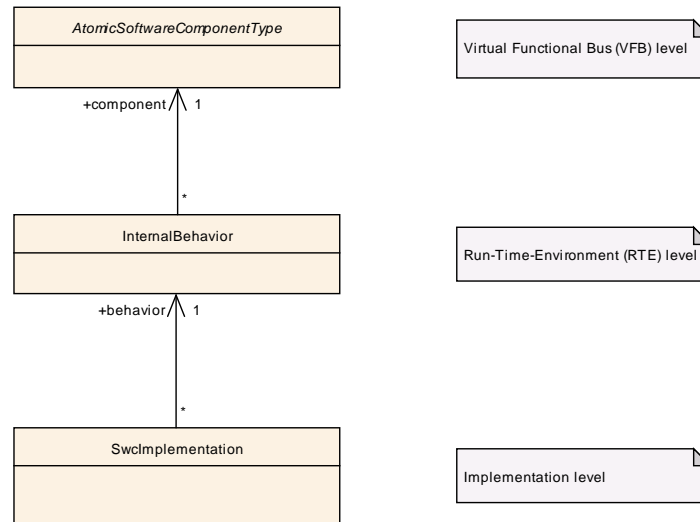 AtomicSoftwareComponentType
Virtual Functional Bus (VFB) level
+component 1
*
InternalBehavior
Run-Time-Environment (RTE) level
+behavior 1
*
SwcImplementation
Implementation level